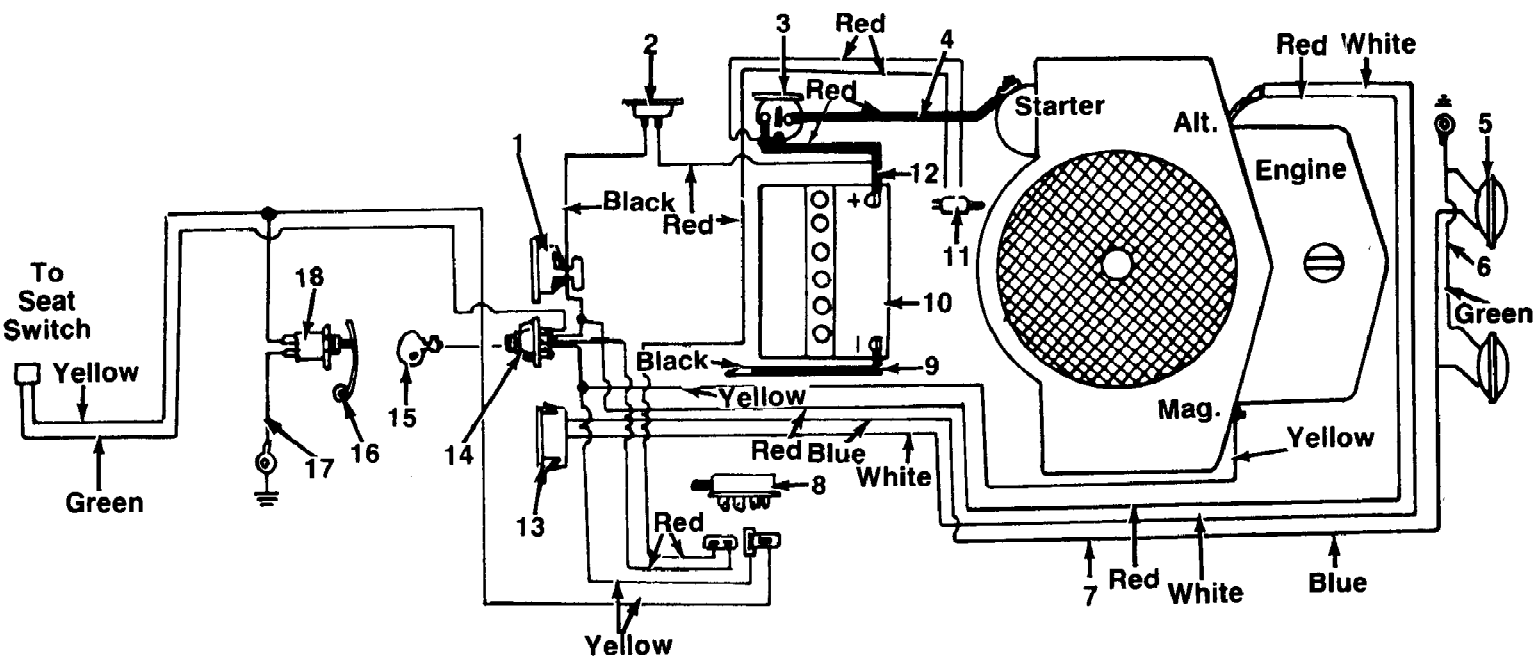 Red
3
4
2
Red White
Red
Starter
Alt.
5
1
Engine
12
Black
+
Red
11
6
To
Seat
Switch
18
10
Green
Black
9
Yellow
15
Yellow
Mag.
Yellow
14
16
17
Red Blue
White
Green
8
13
Red
7
Red
White
Blue
Yellow